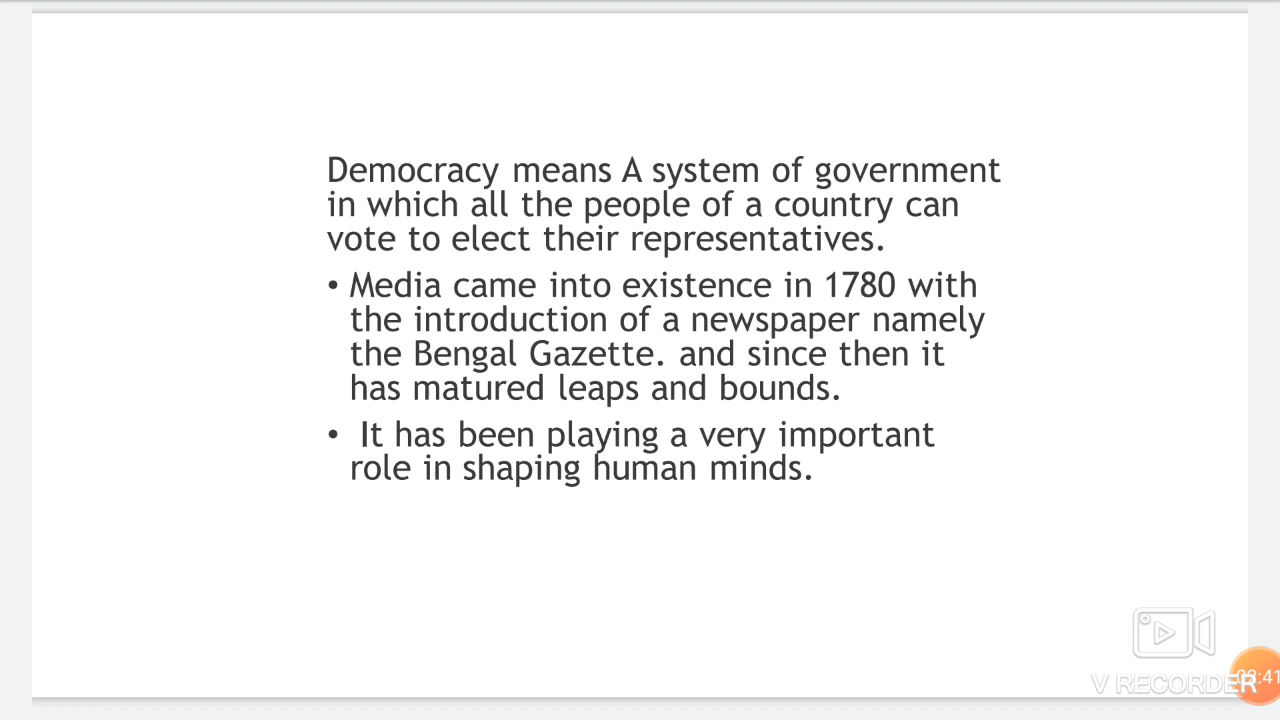 Democracy means A system of government
in which all the people of a country can
vote to elect their representatives.
• Media came into existence in 1780 with
the introduction of a newspaper namely
the Bengal Gazette. and since then it
has matured leaps and bounds.
• It has been playing a very important
role in shaping human minds.
V RECORDER